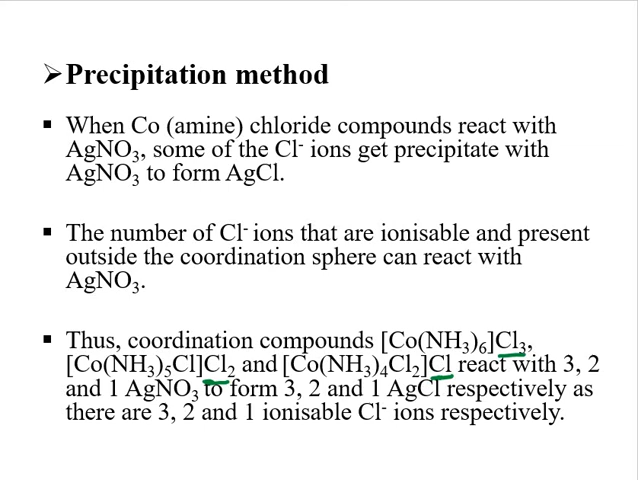 ➢Precipitation method
▪ When Co (amine) chloride compounds react with
AgNO₃, some of the Cl⁻ ions get precipitate with
AgNO₃ to form AgCl.
▪ The number of Cl⁻ ions that are ionisable and present
outside the coordination sphere can react with
AgNO₃.
▪ Thus, coordination compounds [Co(NH₃)₆]Cl₃,
[Co(NH₃)₅Cl]Cl₂ and [Co(NH₃)₄Cl₂]Cl react with 3, 2
and 1 AgNO₃ to form 3, 2 and 1 AgCl respectively as
there are 3, 2 and 1 ionisable Cl⁻ ions respectively.